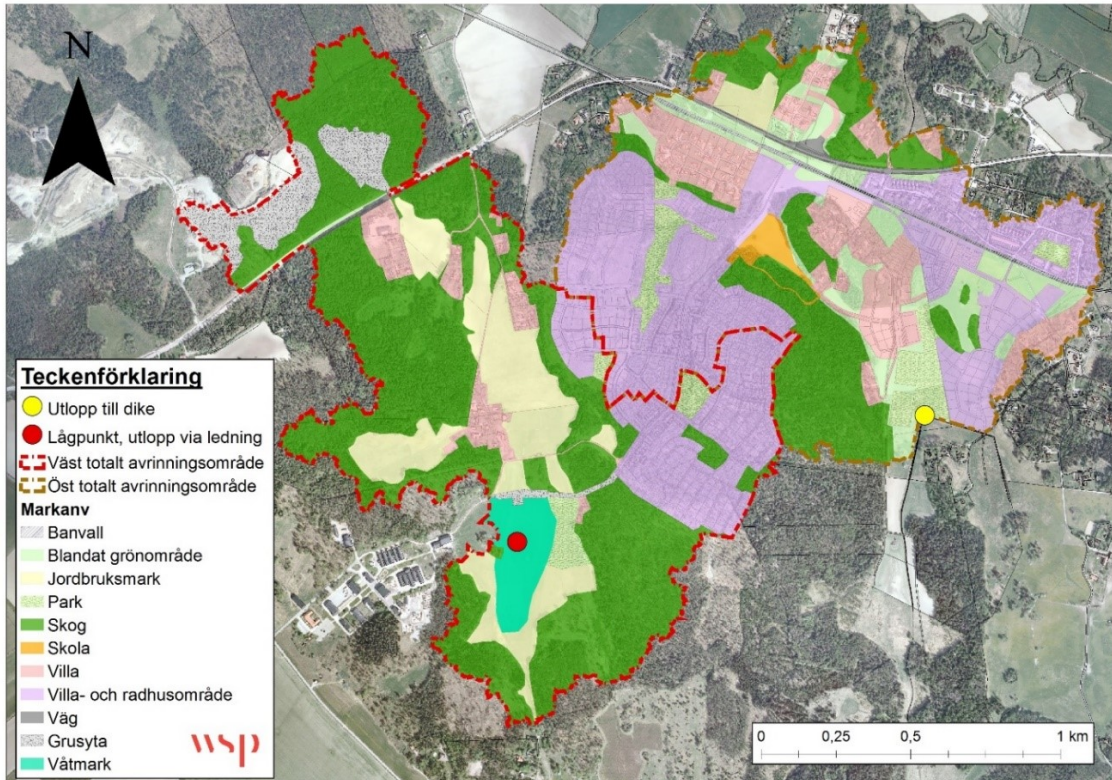 N
Teckenförklaring
Utlopp till dike
Lågpunkt, utlopp via ledning
Väst totalt avrinningsområde
Öst totalt avrinningsområde
Markanv
Banvall
Blandat grönområde
Jordbruksmark
Park
Skog
Skola
Villa
Villa- och radhusområde
Väg
Grusyta
Våtmark
wsp
0 0,25 0,5 1 km